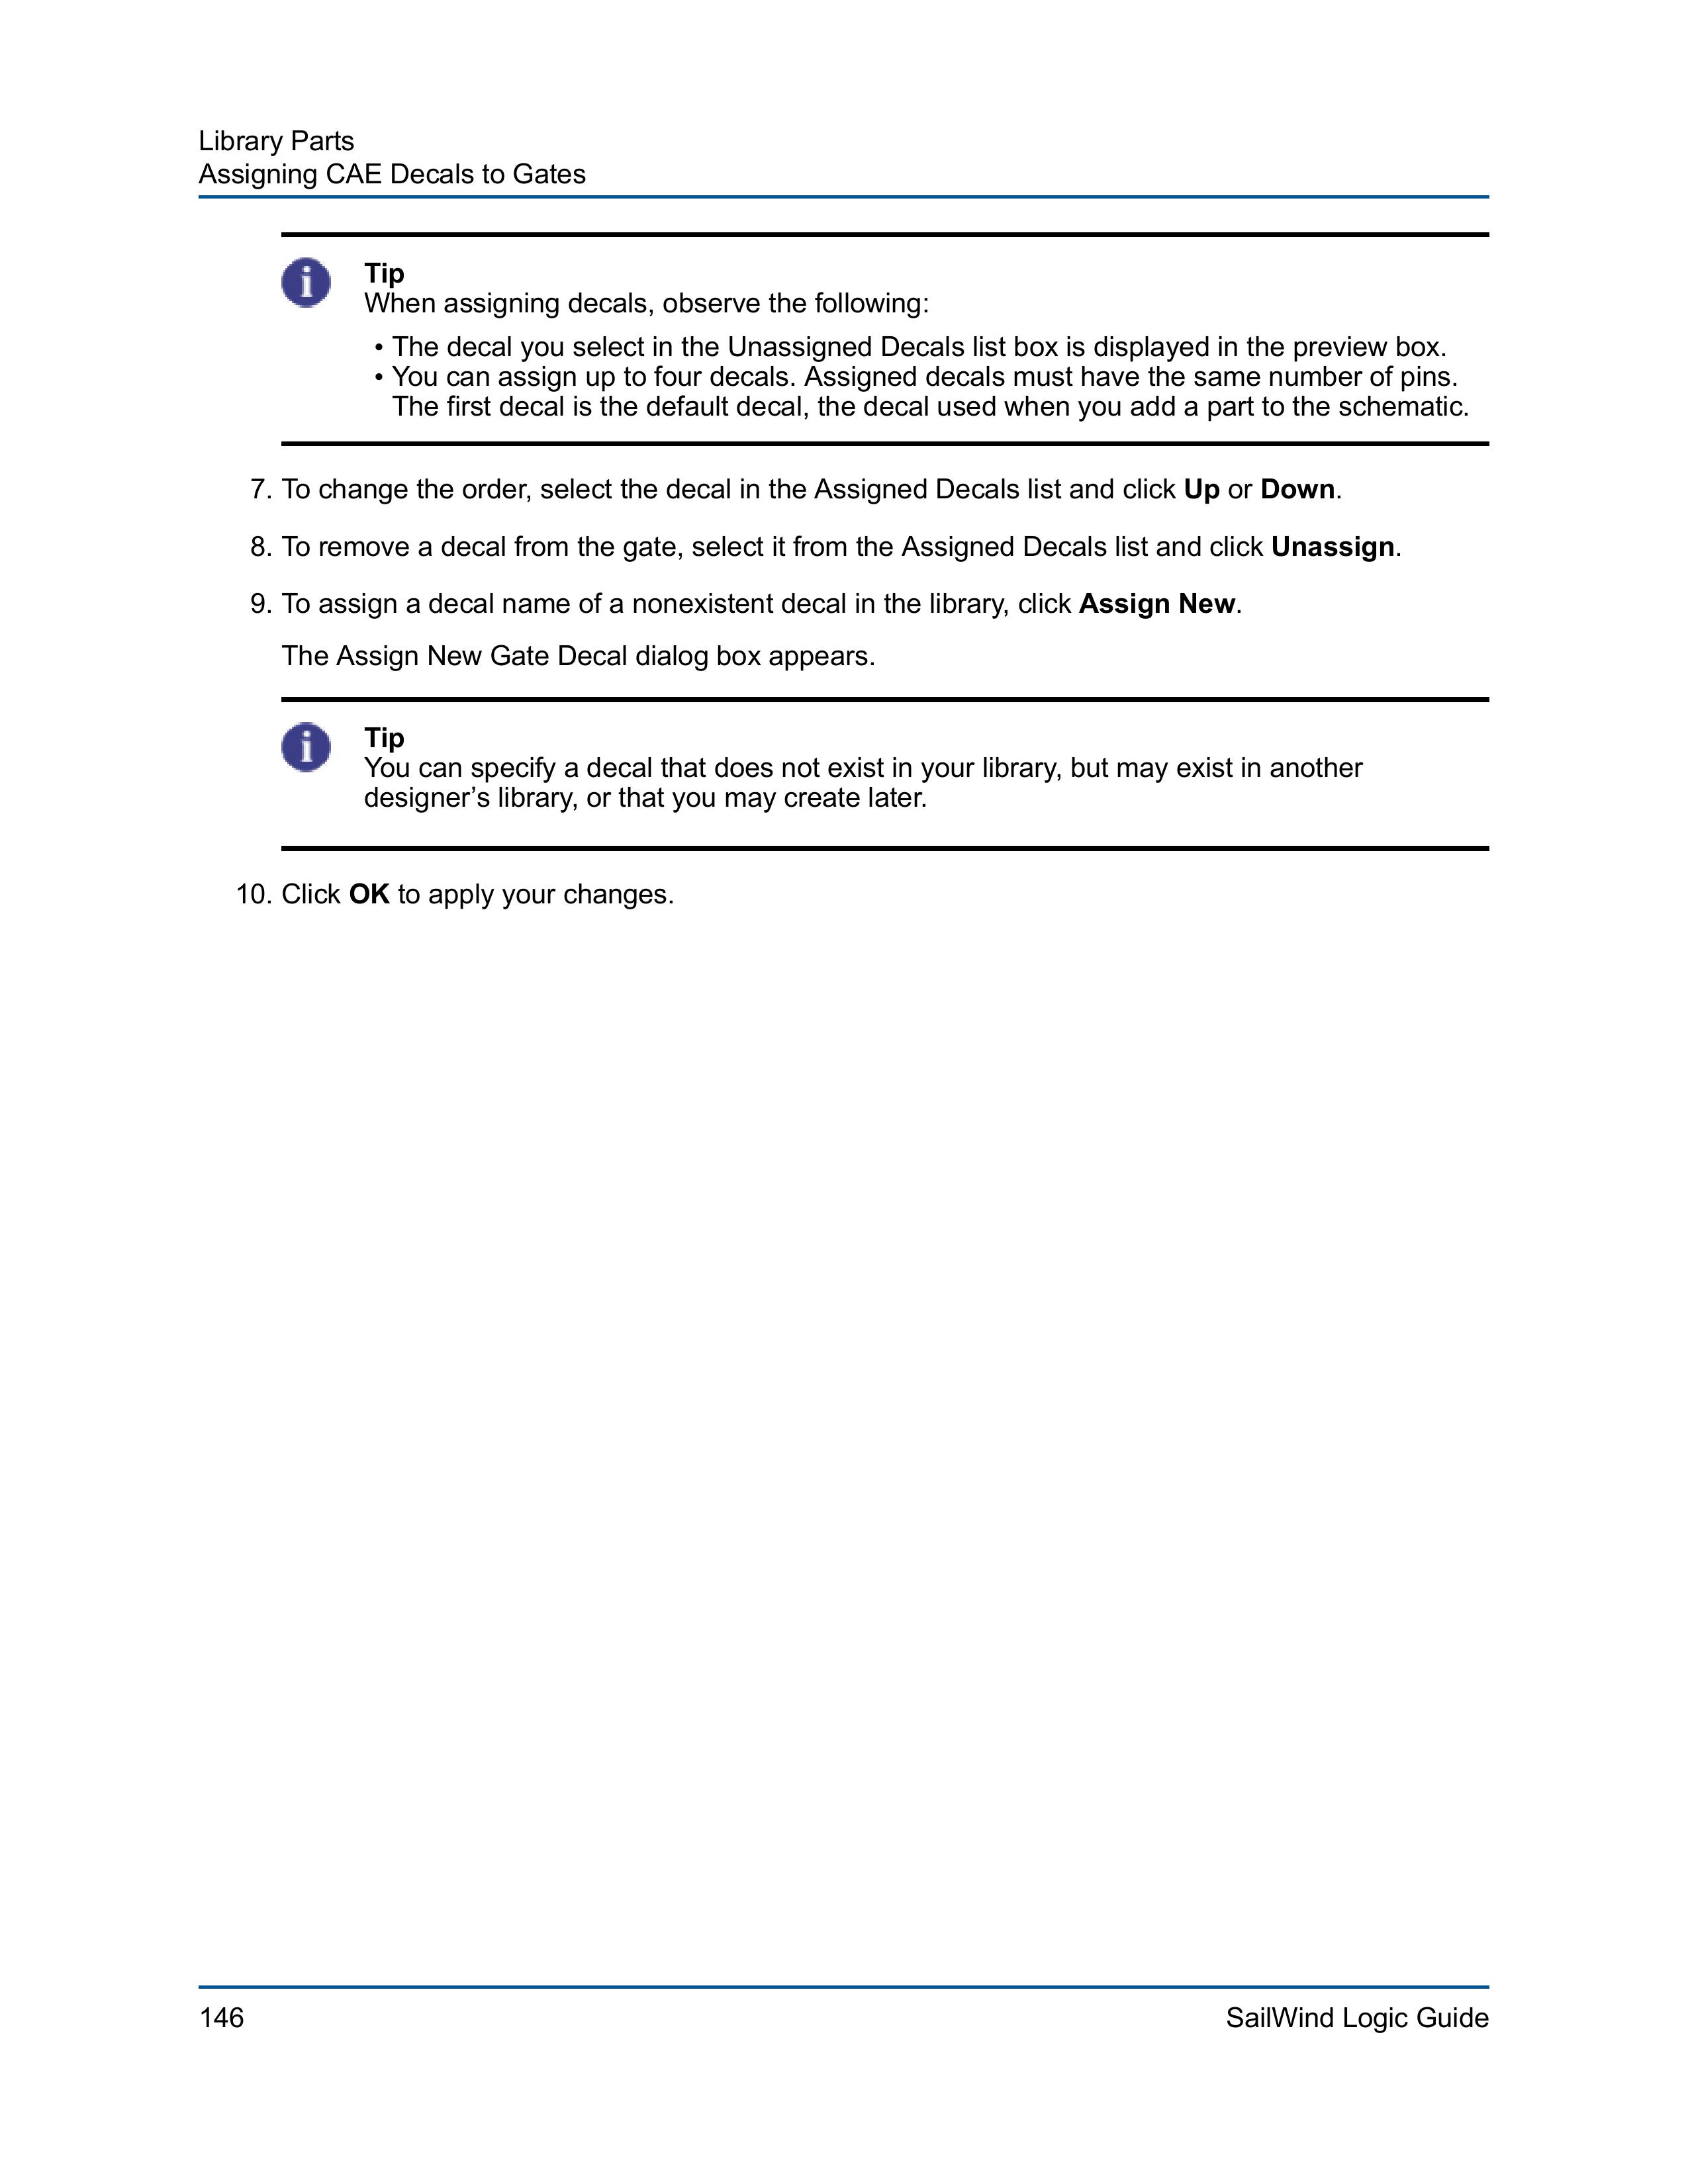 Library Parts
Assigning CAE Decals to Gates
Tip
When assigning decals, observe the following:
• The decal you select in the Unassigned Decals list box is displayed in the preview box.
• You can assign up to four decals. Assigned decals must have the same number of pins.
The first decal is the default decal, the decal used when you add a part to the schematic.
7. To change the order, select the decal in the Assigned Decals list and click Up or Down.
8. To remove a decal from the gate, select it from the Assigned Decals list and click Unassign.
9. To assign a decal name of a nonexistent decal in the library, click Assign New.
The Assign New Gate Decal dialog box appears.
Tip
You can specify a decal that does not exist in your library, but may exist in another
designer’s library, or that you may create later.
10. Click OK to apply your changes.
146
SailWind Logic Guide